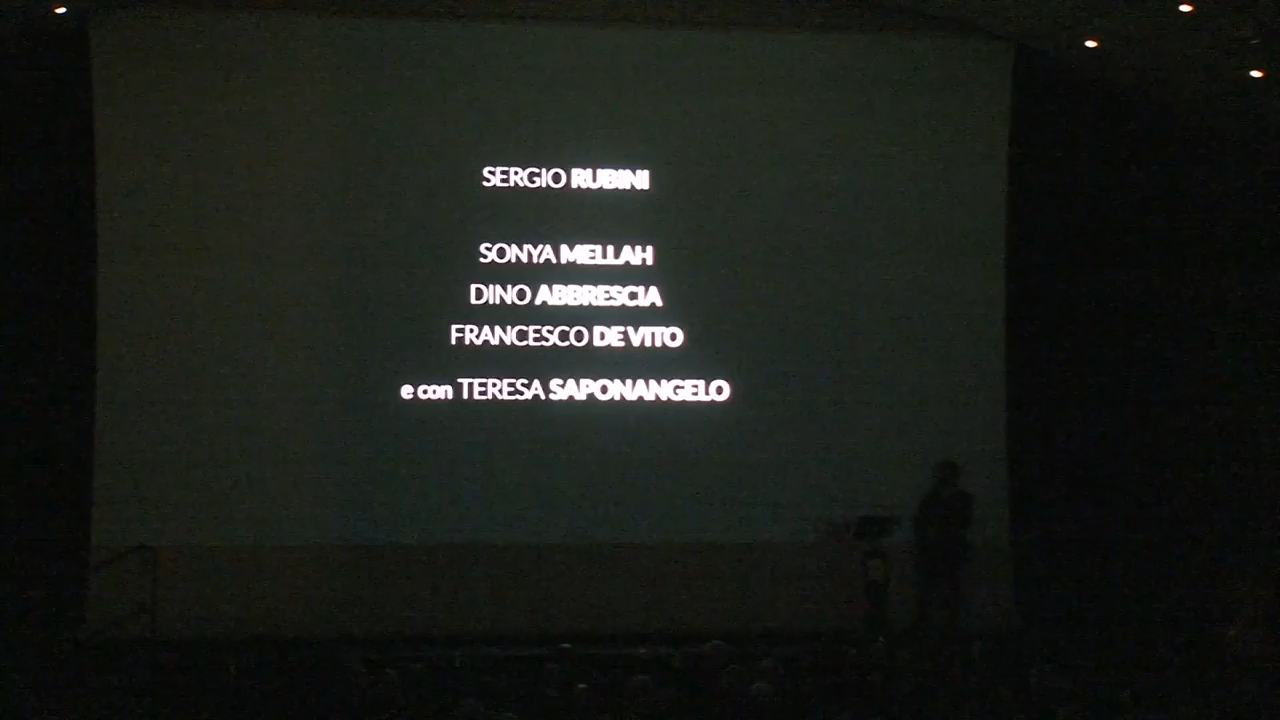 SERGIO RUBINI
SONYA MELLAH
DINO ABBRESCIA
FRANCESCO DE VITO
e con TERESA SAPONANGELO